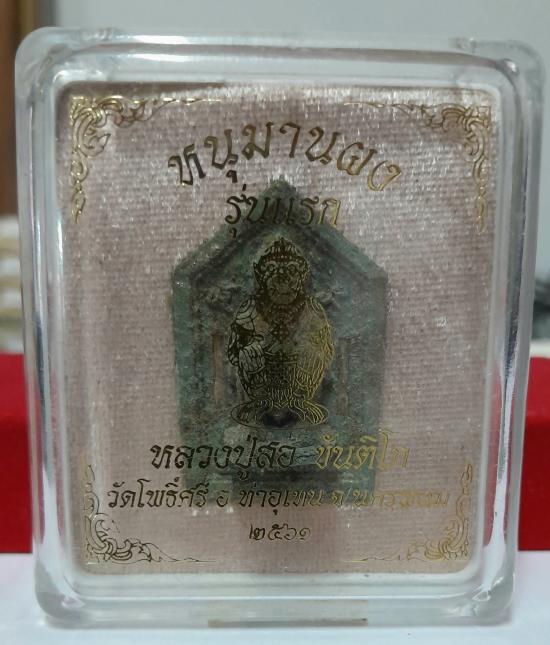 หนุมานผง
รุ่นแรก
หลวงปู่สอ ขันติโก
วัดโพธิ์ศรี อ ท่าอุเทน จ นครพนม
๒๕๖๑